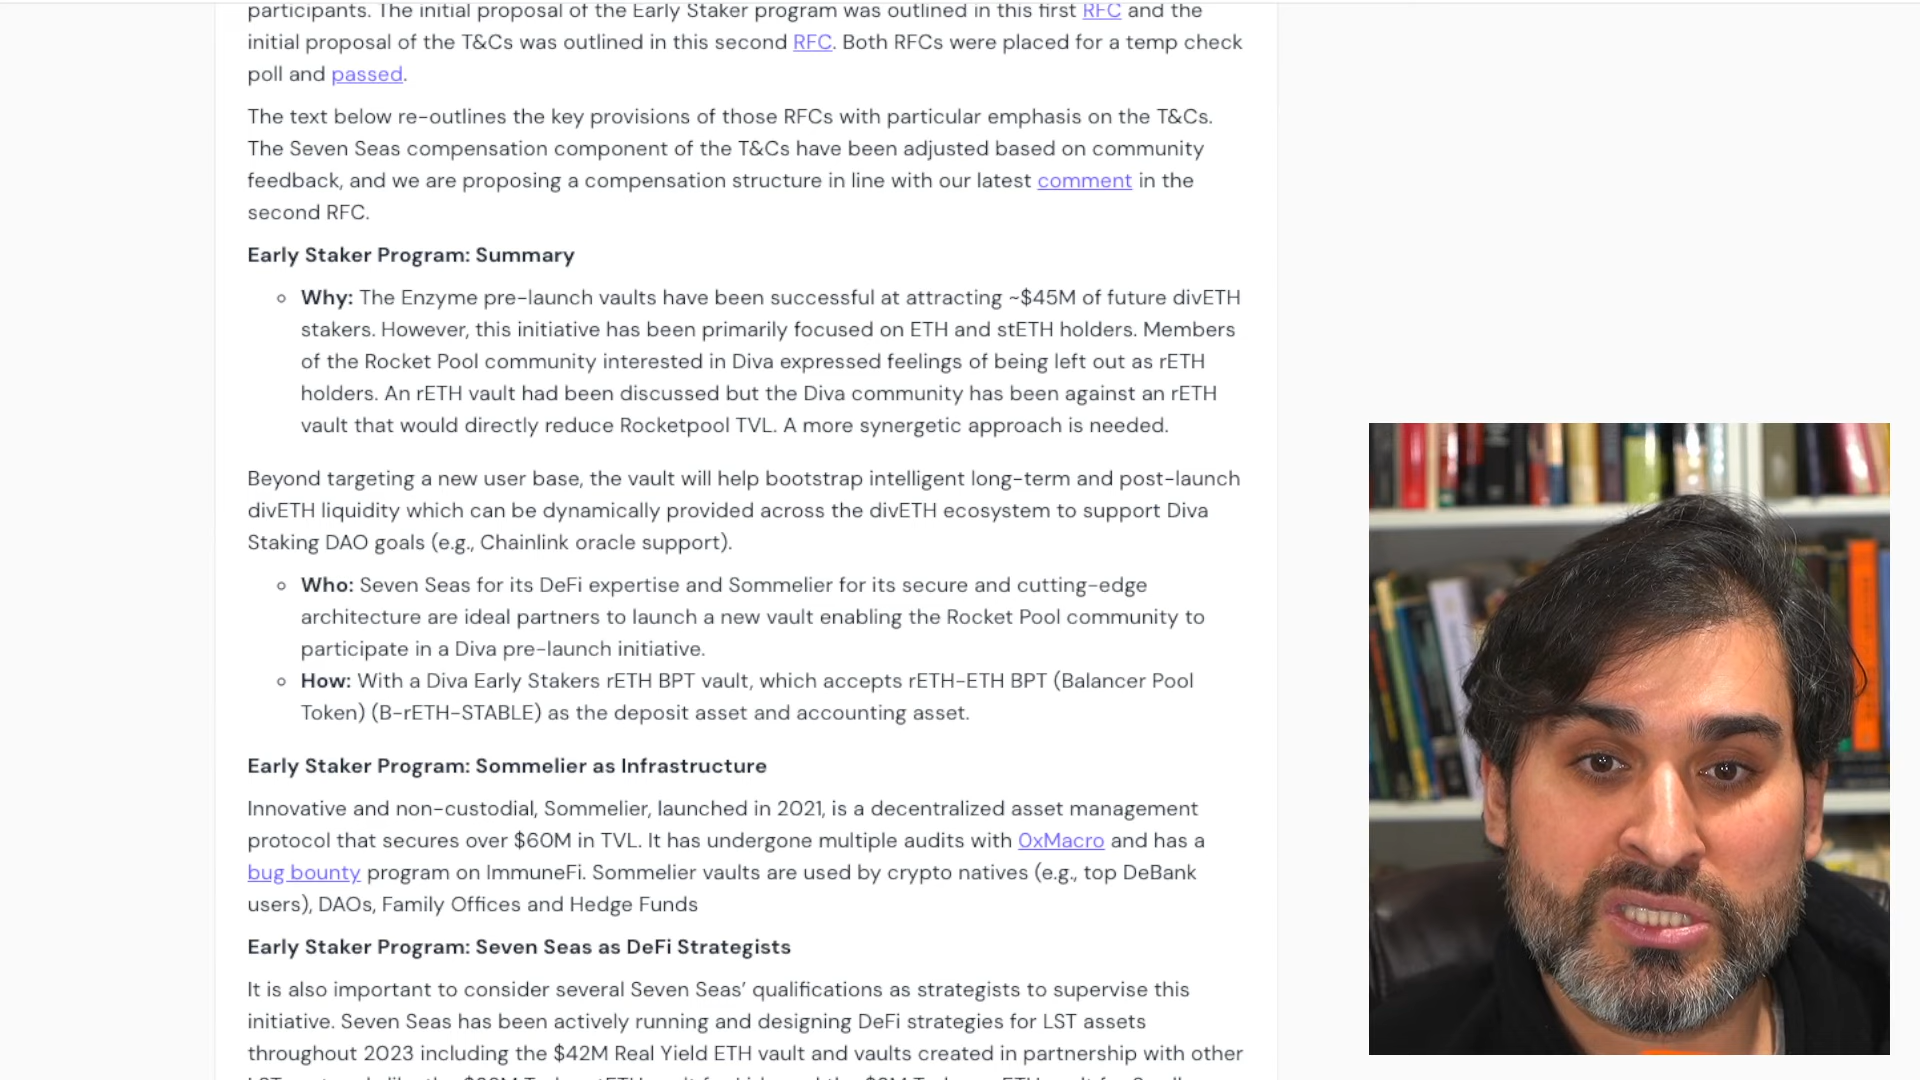 participants. The initial proposal of the Early Staker program was outlined in this first RFC and the
initial proposal of the T&Cs was outlined in this second RFC. Both RFCs were placed for a temp check
poll and passed.
The text below re-outlines the key provisions of those RFCs with particular emphasis on the T&Cs.
The Seven Seas compensation component of the T&Cs have been adjusted based on community
feedback, and we are proposing a compensation structure in line with our latest comment in the
second RFC.
Early Staker Program: Summary
Why: The Enzyme pre-launch vaults have been successful at attracting ~$45M of future divETH
stakers. However, this initiative has been primarily focused on ETH and stETH holders. Members
of the Rocket Pool community interested in Diva expressed feelings of being left out as rETH
holders. An rETH vault had been discussed but the Diva community has been against an rETH
vault that would directly reduce Rocketpool TVL. A more synergetic approach is needed.
Beyond targeting a new user base, the vault will help bootstrap intelligent long-term and post-launch
divETH liquidity which can be dynamically provided across the divETH ecosystem to support Diva
Staking DAO goals (e.g., Chainlink oracle support).
Who: Seven Seas for its DeFi expertise and Sommelier for its secure and cutting-edge
architecture are ideal partners to launch a new vault enabling the Rocket Pool community to
participate in a Diva pre-launch initiative.
How: With a Diva Early Stakers rETH BPT vault, which accepts rETH-ETH BPT (Balancer Pool
Token) (B-rETH-STABLE) as the deposit asset and accounting asset.
Early Staker Program: Sommelier as Infrastructure
Innovative and non-custodial, Sommelier, launched in 2021, is a decentralized asset management
protocol that secures over $60M in TVL. It has undergone multiple audits with 0xMacro and has a
bug bounty program on ImmuneFi. Sommelier vaults are used by crypto natives (e.g., top DeBank
users), DAOs, Family Offices and Hedge Funds
Early Staker Program: Seven Seas as DeFi Strategists
It is also important to consider several Seven Seas' qualifications as strategists to supervise this
initiative. Seven Seas has been actively running and designing DeFi strategies for LST assets
throughout 2023 including the $42M Real Yield ETH vault and vaults created in partnership with other